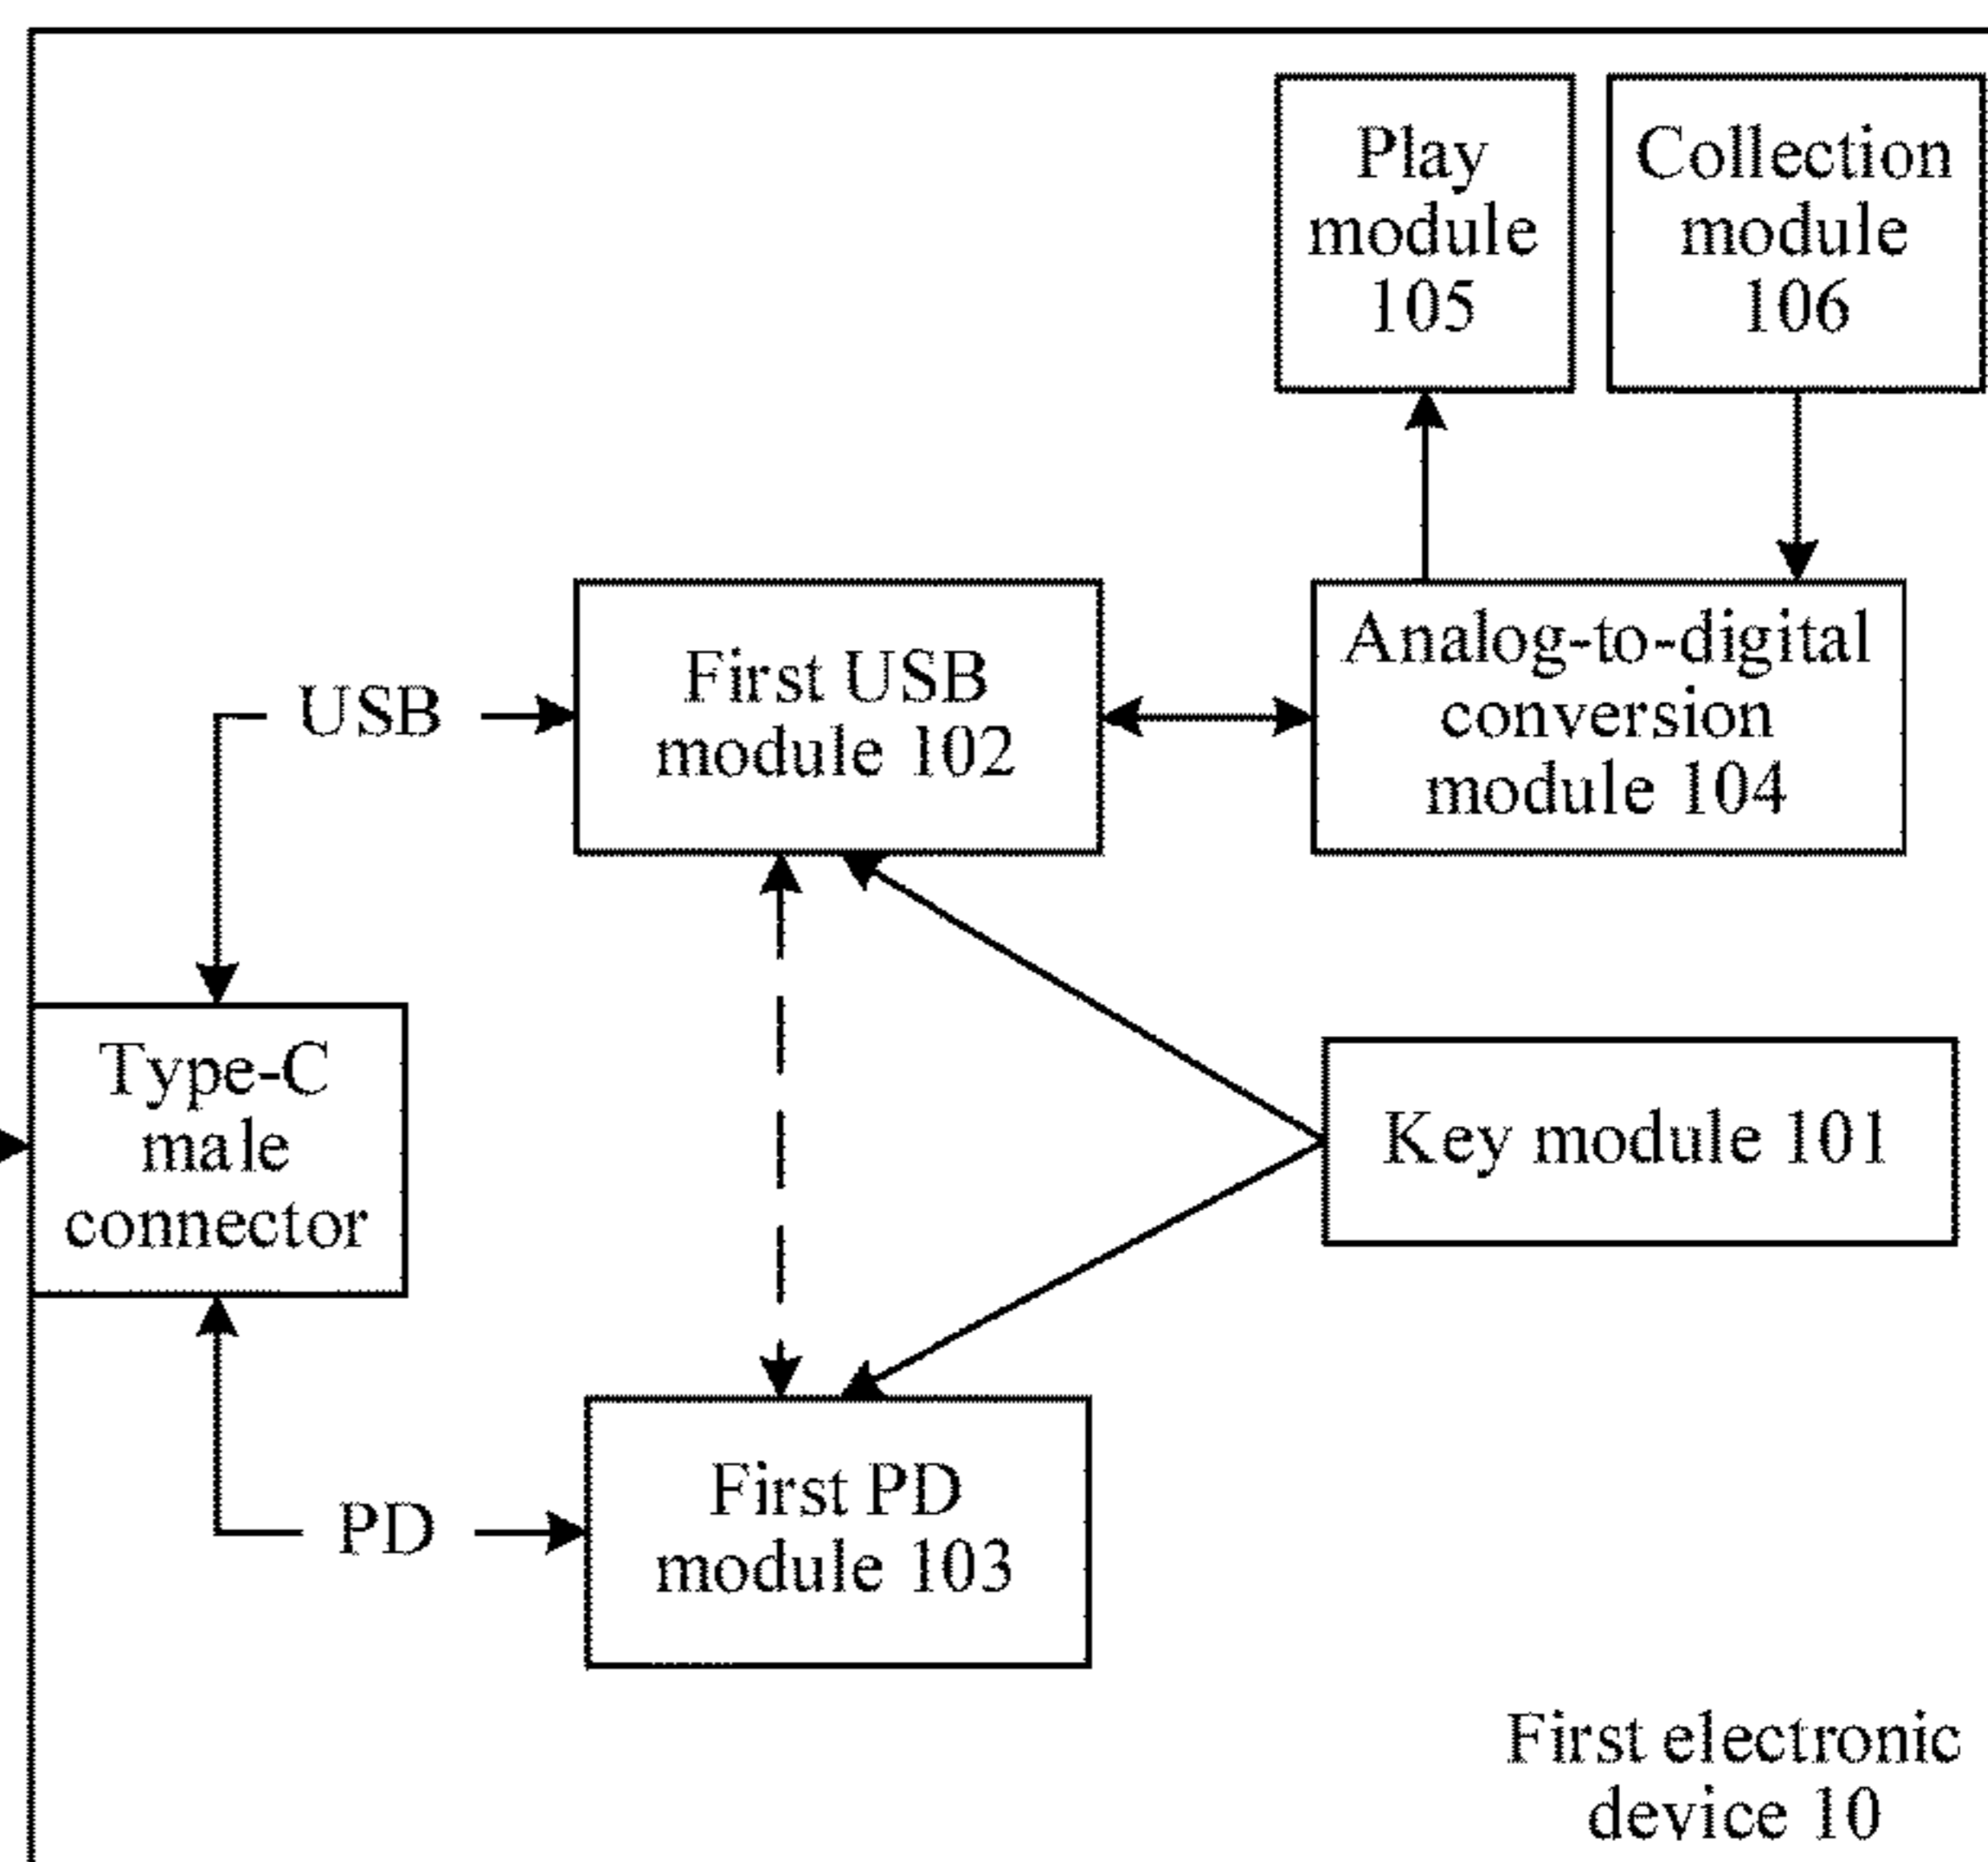 Play
module
105
Collection
module
106
First USB
module 102
Analog-to-digital
conversion
module 104
USB
Type-C
male
connector
Key module 101
PD
First PD
module 103
First electronic
device 10